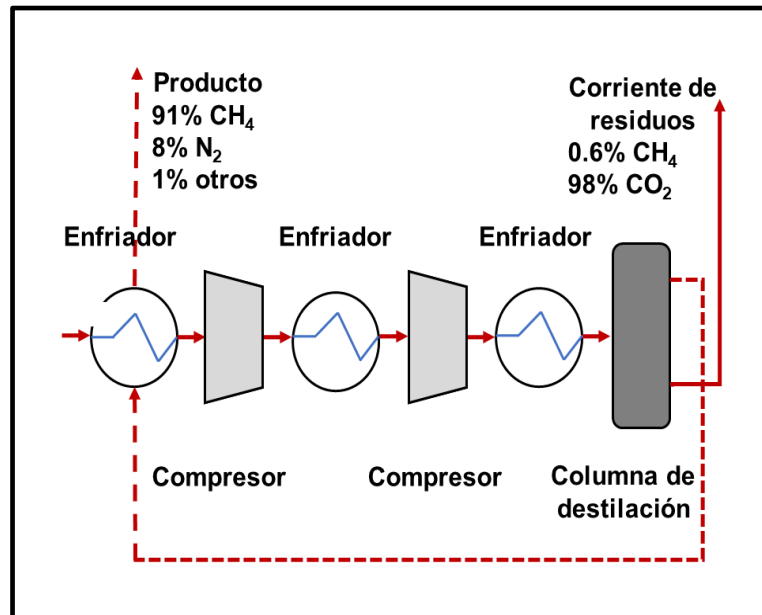 Producto
91% CH₄
8% N₂
1% otros
Corriente de
residuos
0.6% CH₄
98% CO₂
Enfriador
Enfriador
Enfriador
Compresor
Compresor
Columna de
destilación